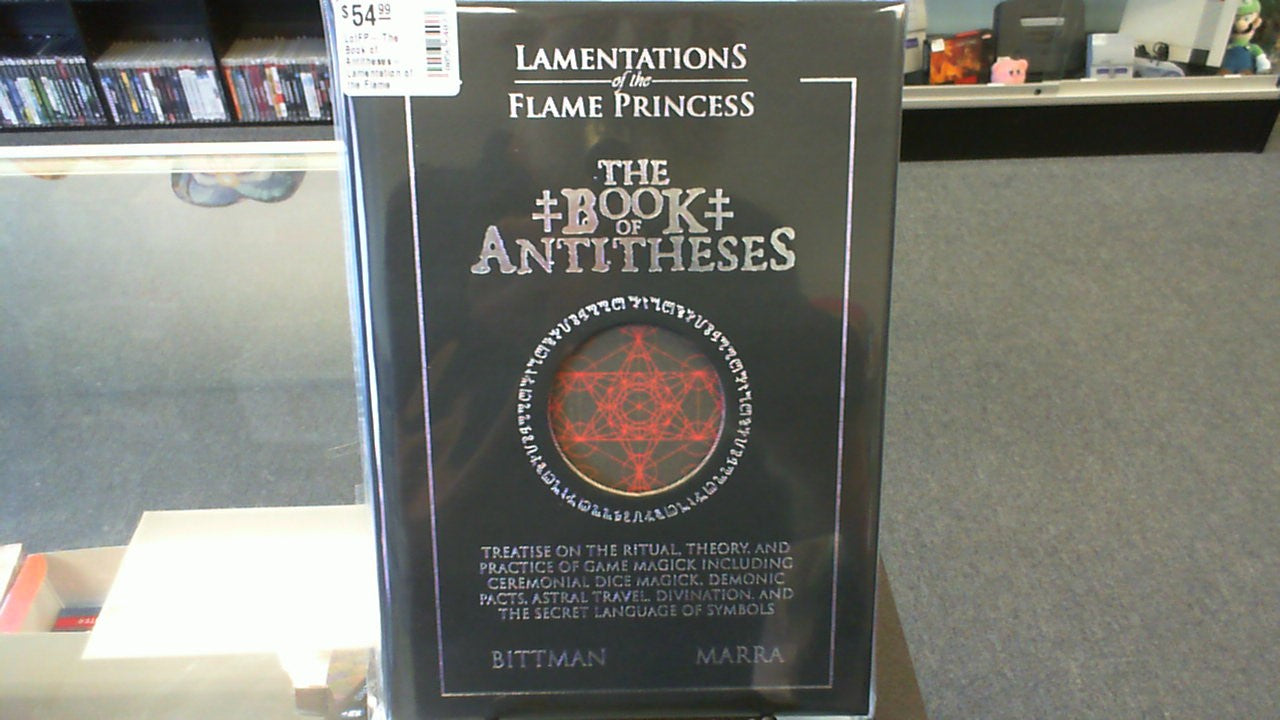 $54.99
LotFP - The
Book of
Antitheses -
Lamentation of
the Flame
LAMENTATIONS
of the
FLAME PRINCESS
THE
‡BOOK‡
OF
ANTITHESES
TREATISE ON THE RITUAL, THEORY, AND
PRACTICE OF GAME MAGICK INCLUDING
CEREMONIAL DICE MAGICK, DEMONIC
PACTS, ASTRAL TRAVEL, DIVINATION, AND
THE SECRET LANGUAGE OF SYMBOLS
BITTMAN MARRA